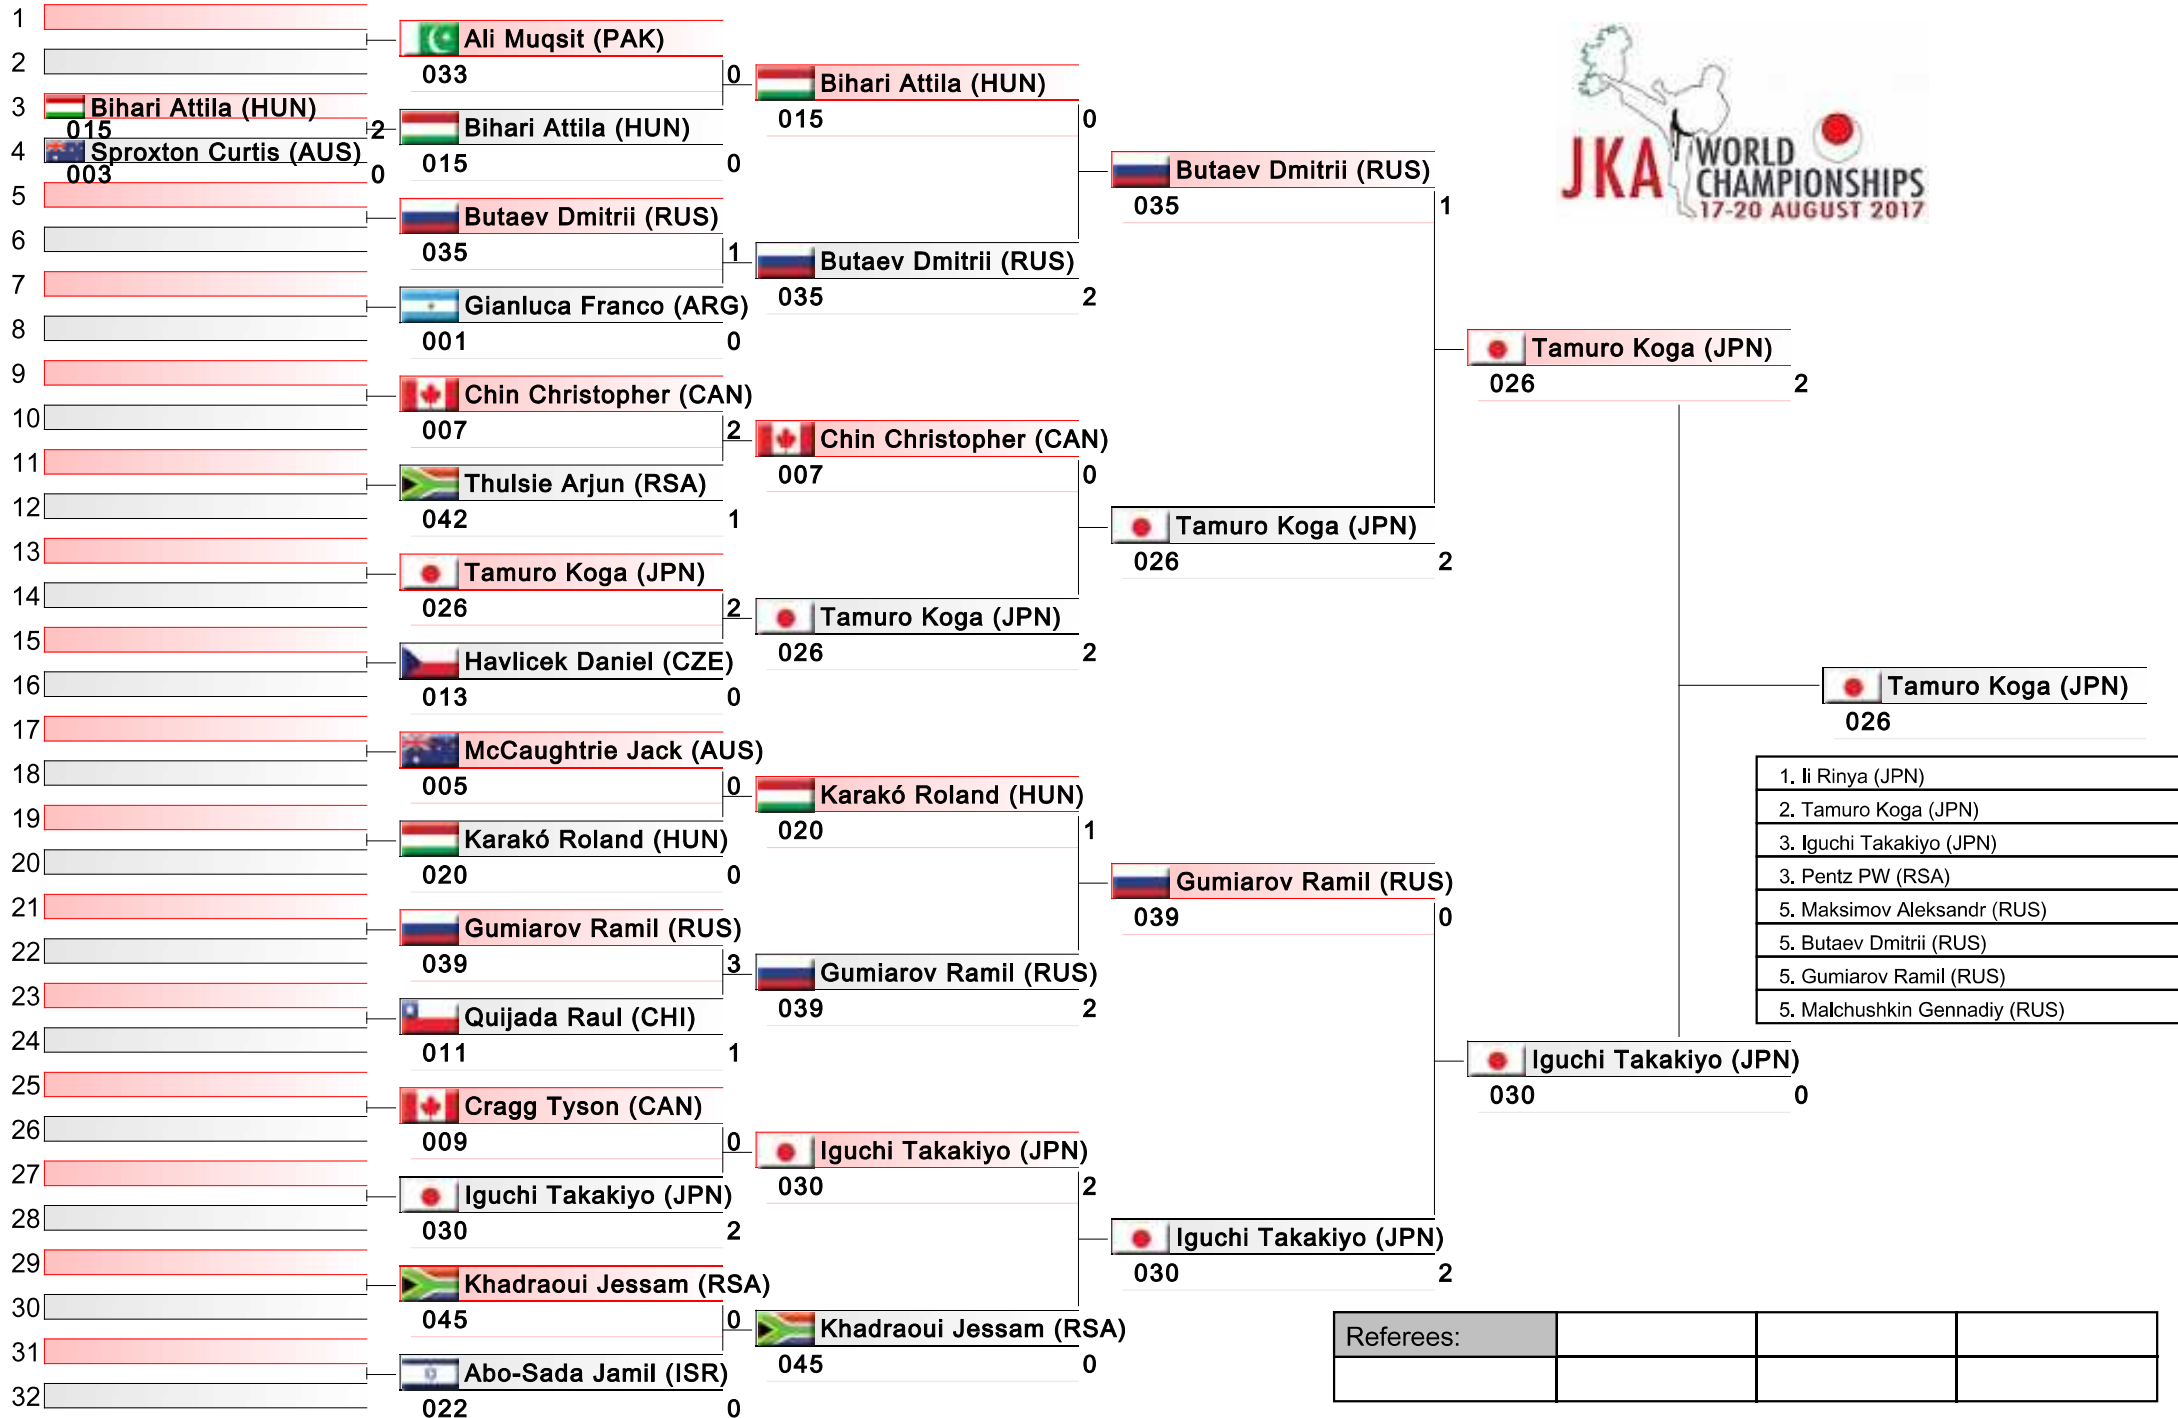 1
2
3
4
5
6
7
8
9
10
11
12
13
14
15
16
17
18
19
20
21
22
23
24
25
26
27
28
29
30
31
32
Bihari Attila (HUN)
015 2
Sproxton Curtis (AUS)
003 0
Ali Muqsit (PAK)
033 0
Bihari Attila (HUN)
015 0
Butaev Dmitrii (RUS)
035 1
Gianluca Franco (ARG)
001 0
Chin Christopher (CAN)
007 2
Thulsie Arjun (RSA)
042 1
Tamuro Koga (JPN)
026 2
Havlicek Daniel (CZE)
013 0
McCaughtrie Jack (AUS)
005 0
Karakó Roland (HUN)
020 0
Gumiarov Ramil (RUS)
039 3
Quijada Raul (CHI)
011 1
Cragg Tyson (CAN)
009 0
Iguchi Takakiyo (JPN)
030 2
Khadraoui Jessam (RSA)
045 0
Abo-Sada Jamil (ISR)
022 0
Bihari Attila (HUN)
015 0
Butaev Dmitrii (RUS)
035 2
Chin Christopher (CAN)
007 0
Tamuro Koga (JPN)
026 2
Karakó Roland (HUN)
020 1
Gumiarov Ramil (RUS)
039 2
Iguchi Takakiyo (JPN)
030 2
Khadraoui Jessam (RSA)
045 0
Butaev Dmitrii (RUS)
035 1
Tamuro Koga (JPN)
026 2
Gumiarov Ramil (RUS)
039 0
Iguchi Takakiyo (JPN)
030 2
Tamuro Koga (JPN)
026 2
Iguchi Takakiyo (JPN)
030 0
Tamuro Koga (JPN)
026
JKA WORLD
CHAMPIONSHIPS
17-20 AUGUST 2017
1. Ii Rinya (JPN)
2. Tamuro Koga (JPN)
3. Iguchi Takakiyo (JPN)
3. Pentz PW (RSA)
5. Maksimov Aleksandr (RUS)
5. Butaev Dmitrii (RUS)
5. Gumiarov Ramil (RUS)
5. Malchushkin Gennadiy (RUS)
Referees: